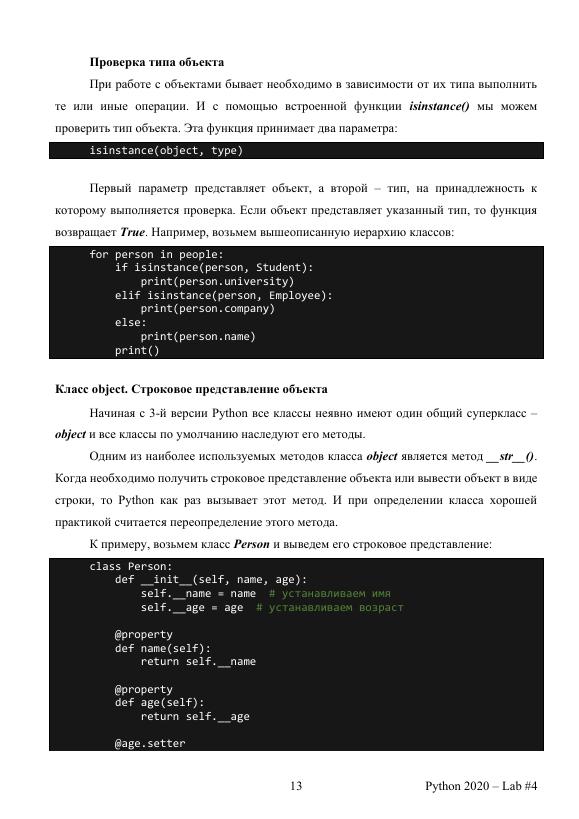 Проверка типа объекта
При работе с объектами бывает необходимо в зависимости от их типа выполнить
те или иные операции. И с помощью встроенной функции isinstance() мы можем
проверить тип объекта. Эта функция принимает два параметра:
isinstance(object, type)
Первый параметр представляет объект, а второй – тип, на принадлежность к
которому выполняется проверка. Если объект представляет указанный тип, то функция
возвращает True. Например, возьмем вышеописанную иерархию классов:
for person in people:
    if isinstance(person, Student):
        print(person.university)
    elif isinstance(person, Employee):
        print(person.company)
    else:
        print(person.name)
    print()
Класс object. Строковое представление объекта
Начиная с 3-й версии Python все классы неявно имеют один общий суперкласс –
object и все классы по умолчанию наследуют его методы.
Одним из наиболее используемых методов класса object является метод __str__().
Когда необходимо получить строковое представление объекта или вывести объект в виде
строки, то Python как раз вызывает этот метод. И при определении класса хорошей
практикой считается переопределение этого метода.
К примеру, возьмем класс Person и выведем его строковое представление:
class Person:
    def __init__(self, name, age):
        self.__name = name  # устанавливаем имя
        self.__age = age  # устанавливаем возраст
    @property
    def name(self):
        return self.__name
    @property
    def age(self):
        return self.__age
    @age.setter
13 Python 2020 – Lab #4